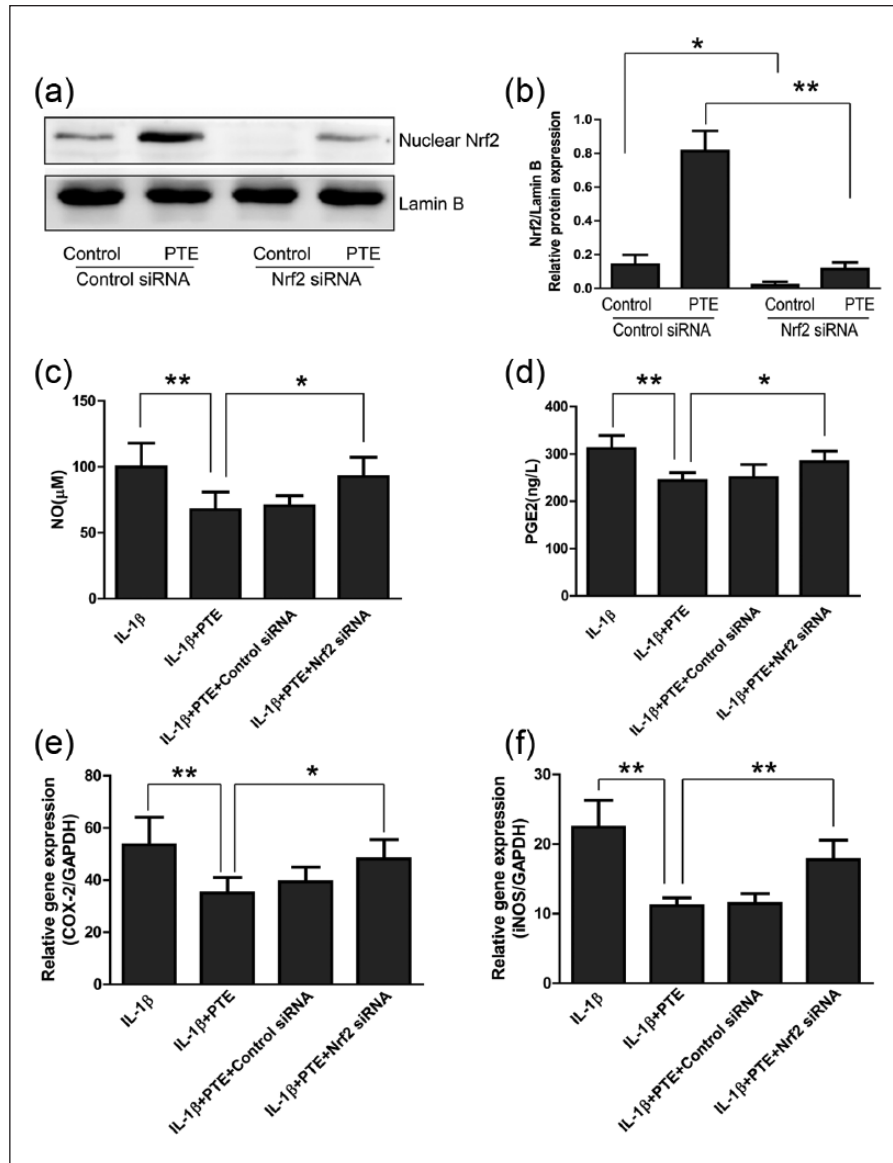 (a)
Nuclear Nrf2
Lamin B
Control PTE Control PTE
Control siRNA Nrf2 siRNA
(b)
*
**
Nrf2/Lamin B
Relative protein expression
1.0
0.8
0.6
0.4
0.2
0.0
Control PTE Control PTE
Control siRNA Nrf2 siRNA
(c)
** *
NO(μM)
150
100
50
0
IL-1β
IL-1β+PTE
IL-1β+PTE+Control siRNA
IL-1β+PTE+Nrf2 siRNA
(d)
** *
PGE2(ng/L)
400
300
200
100
0
IL-1β
IL-1β+PTE
IL-1β+PTE+Control siRNA
IL-1β+PTE+Nrf2 siRNA
(e)
** *
Relative gene expression
(COX-2/GAPDH)
80
60
40
20
0
IL-1β
IL-1β+PTE
IL-1β+PTE+Control siRNA
IL-1β+PTE+Nrf2 siRNA
(f)
** **
Relative gene expression
(iNOS/GAPDH)
30
20
10
0
IL-1β
IL-1β+PTE
IL-1β+PTE+Control siRNA
IL-1β+PTE+Nrf2 siRNA